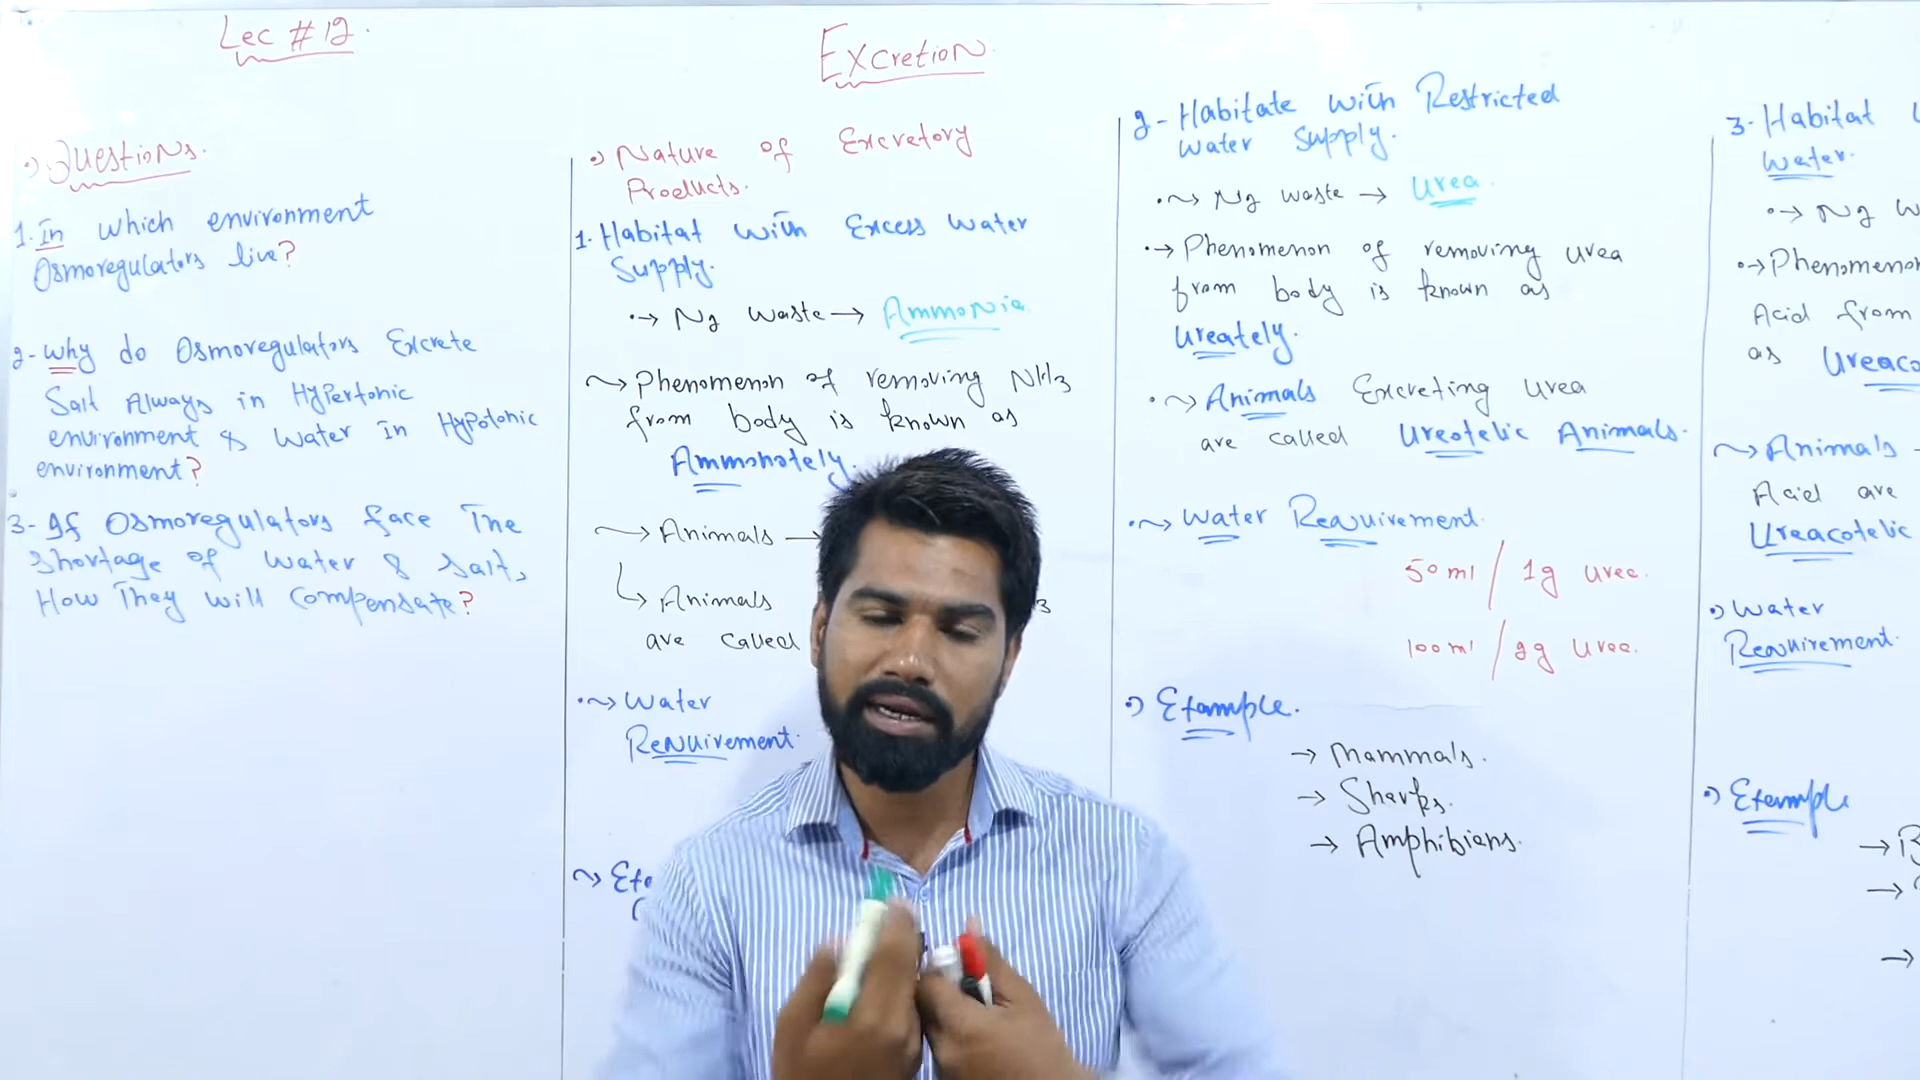 Lec #12.
Excretion.
Questions.
1. In which environment
Osmoregulators live?
2- Why do Osmoregulators Excrete
Salt Always in Hypertonic
environment & Water In Hypotonic
environment?
3- If Osmoregulators face The
Shortage of Water & Salt,
How They will Compensate?
Nature of Excretory
Products.
1. Habitat with Excess Water
Supply.
N2 waste → Ammonia
Phenomenon of removing NH3
from body is known as
Ammonotely.
Animals →
Animals 3
are called
Water
Requirement.
2- Habitate with Restricted
Water Supply.
N2 waste → Urea.
Phenomenon of removing urea
from body is known as
Ureately.
Animals Excreting Urea
are called Ureotelic Animals.
Water Requirement.
50 ml / 1g urea.
100 ml / 2g Urea.
Example.
→ Mammals.
→ Sharks.
→ Amphibians.
3- Habitat
Water.
N2
Phenomenon
Acid from
as
Animals
Acid are
Ureacotelic
Water
Requirement.
Example